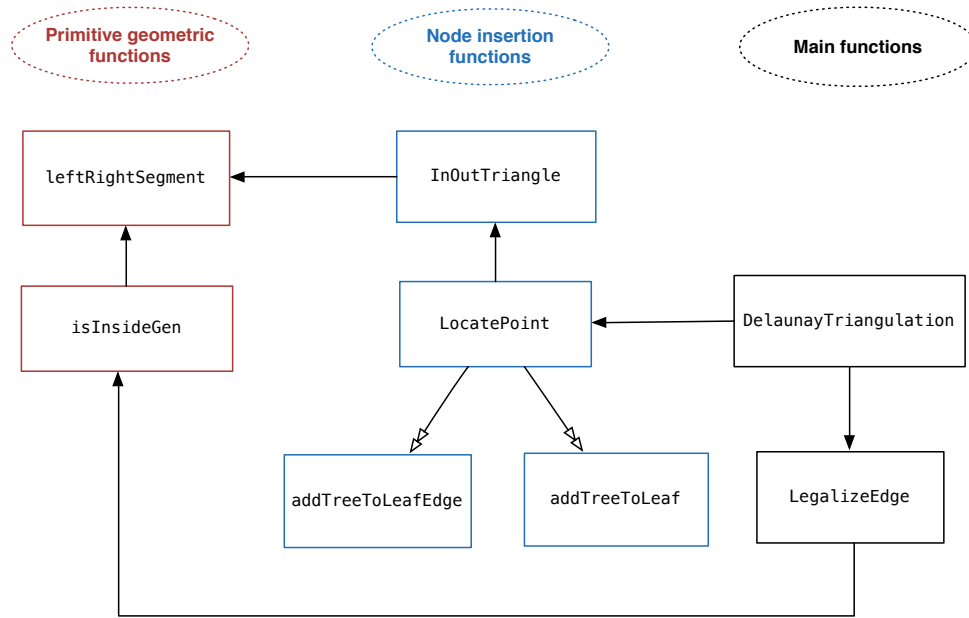 Primitive geometric
functions
Node insertion
functions
Main functions
leftRightSegment
InOutTriangle
isInsideGen
LocatePoint
DelaunayTriangulation
addTreeToLeafEdge
addTreeToLeaf
LegalizeEdge